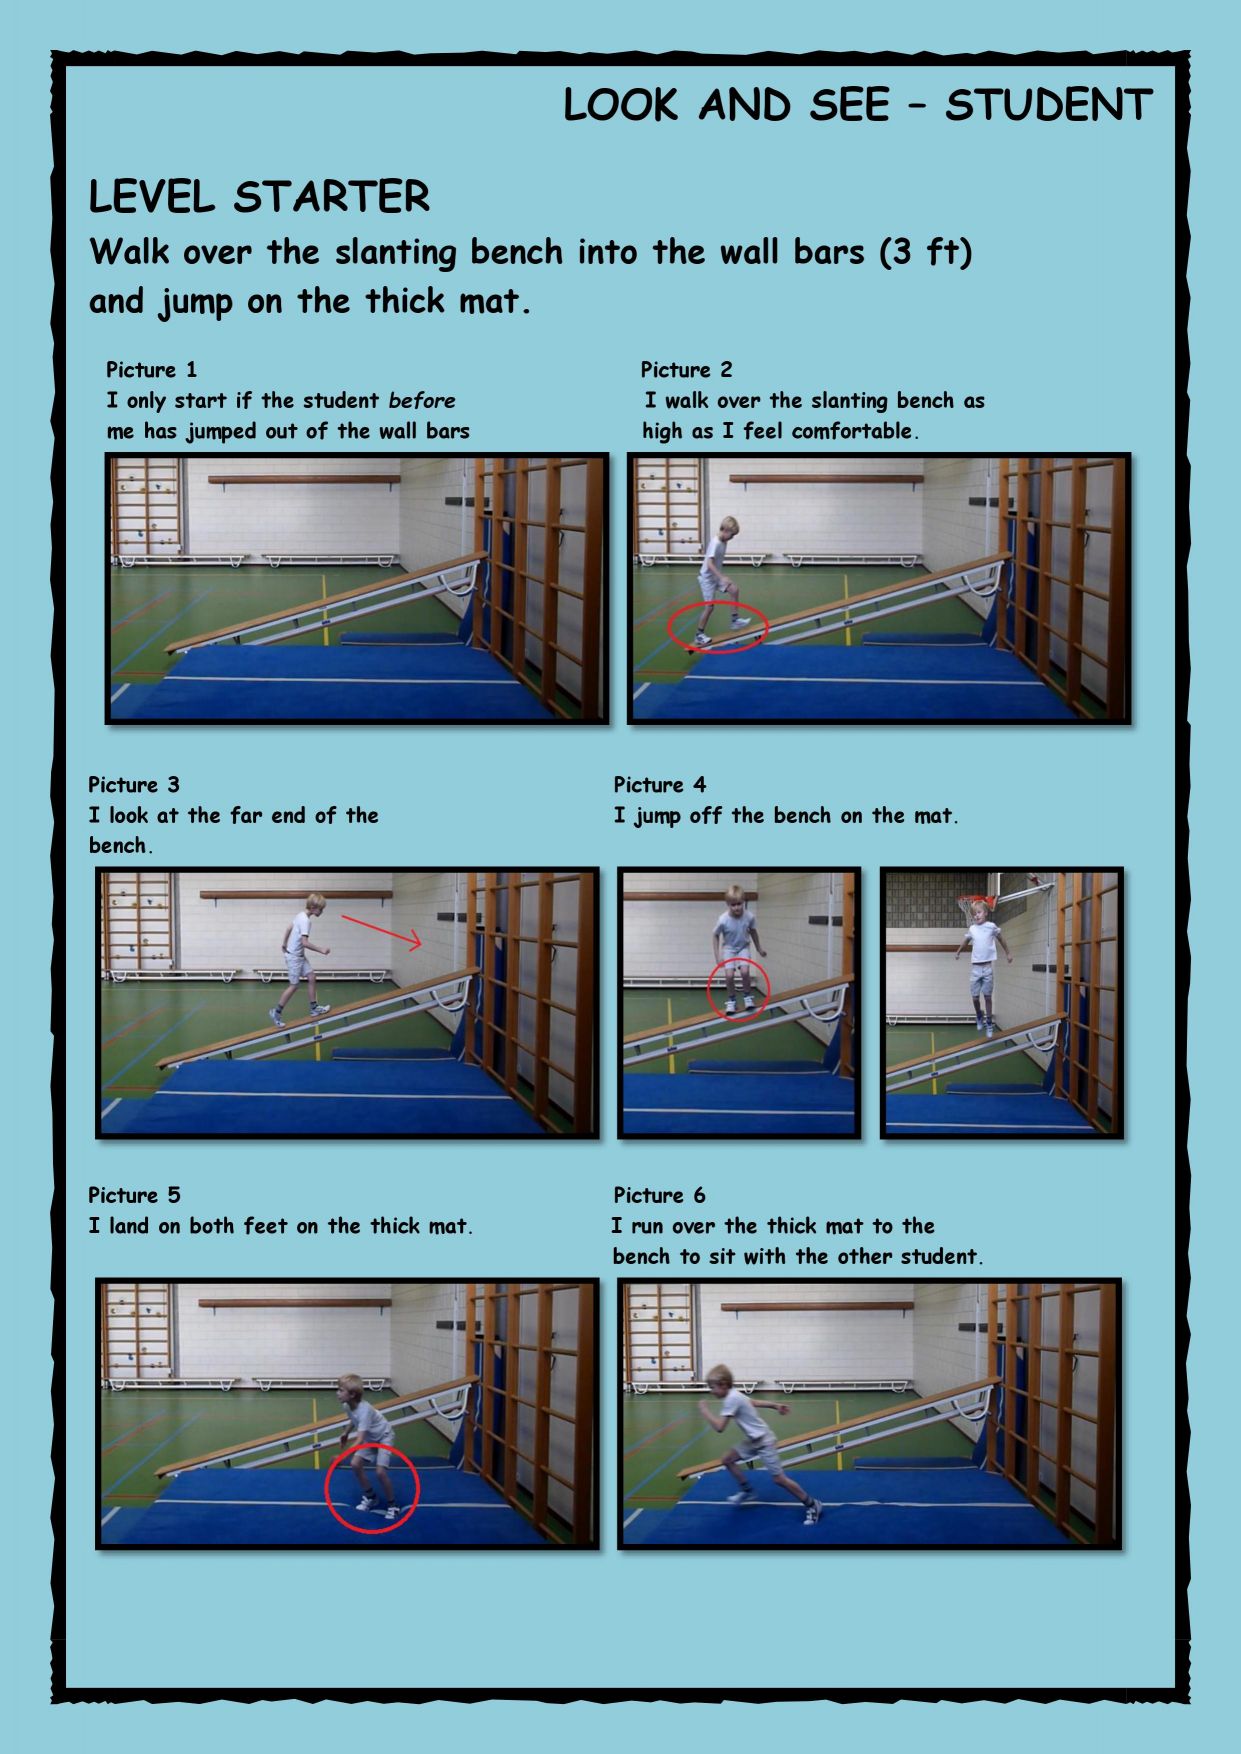 LOOK AND SEE – STUDENT
LEVEL STARTER
Walk over the slanting bench into the wall bars (3 ft)
and jump on the thick mat.
Picture 1
I only start if the student before
me has jumped out of the wall bars
Picture 2
I walk over the slanting bench as
high as I feel comfortable.
Picture 3
I look at the far end of the
bench.
Picture 4
I jump off the bench on the mat.
Picture 5
I land on both feet on the thick mat.
Picture 6
I run over the thick mat to the
bench to sit with the other student.